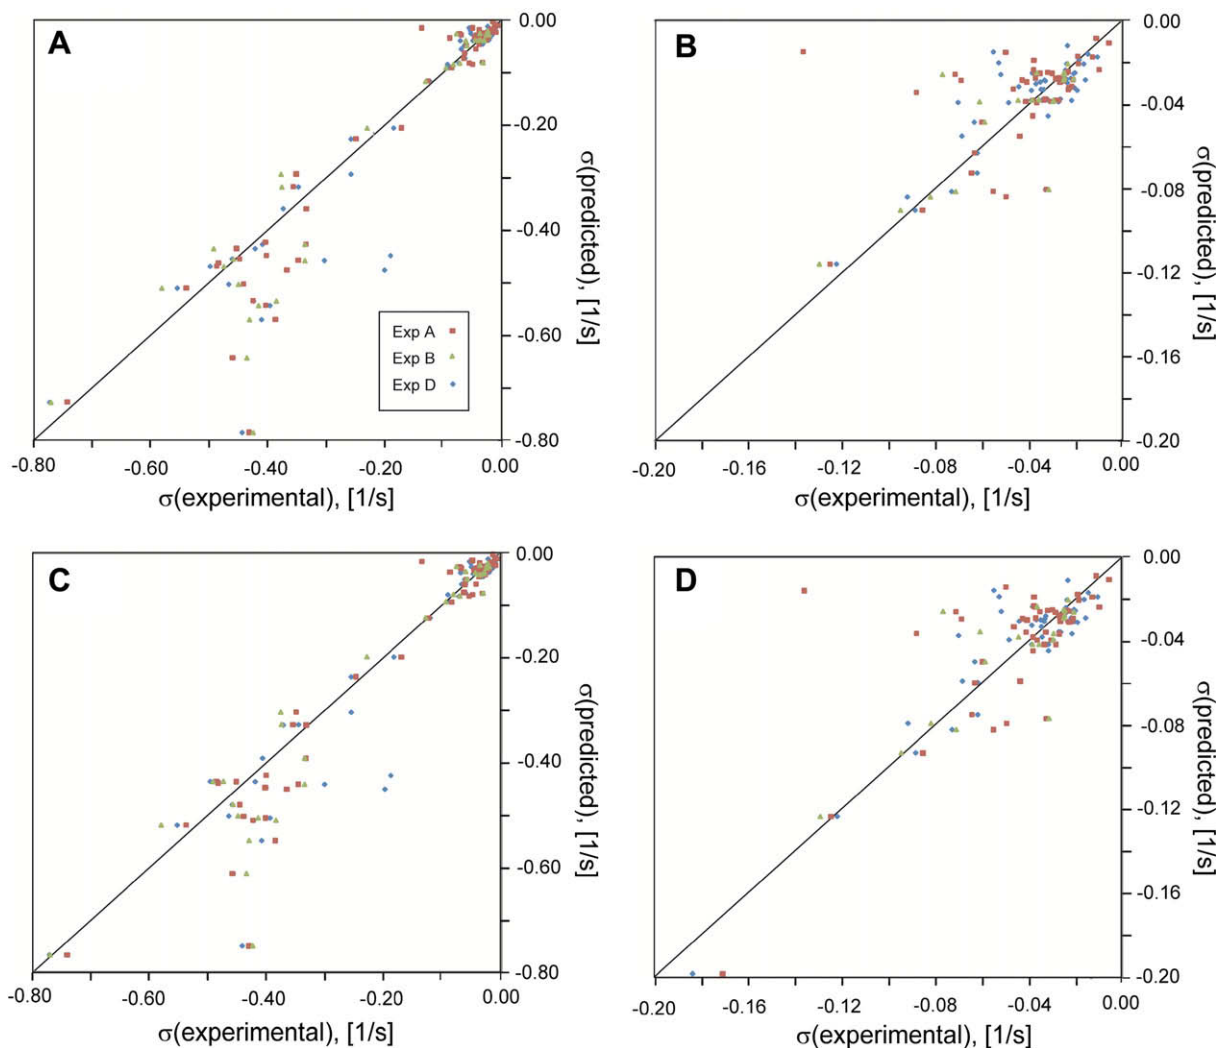 A
0.00
-0.20
-0.40
-0.60
-0.80
σ(predicted), [1/s]
Exp A
Exp B
Exp D
-0.80
-0.60
-0.40
-0.20
0.00
σ(experimental), [1/s]
B
0.00
-0.04
-0.08
-0.12
-0.16
-0.20
σ(predicted), [1/s]
-0.20
-0.16
-0.12
-0.08
-0.04
0.00
σ(experimental), [1/s]
C
0.00
-0.20
-0.40
-0.60
-0.80
σ(predicted), [1/s]
-0.80
-0.60
-0.40
-0.20
0.00
σ(experimental), [1/s]
D
0.00
-0.04
-0.08
-0.12
-0.16
-0.20
σ(predicted), [1/s]
-0.20
-0.16
-0.12
-0.08
-0.04
0.00
σ(experimental), [1/s]